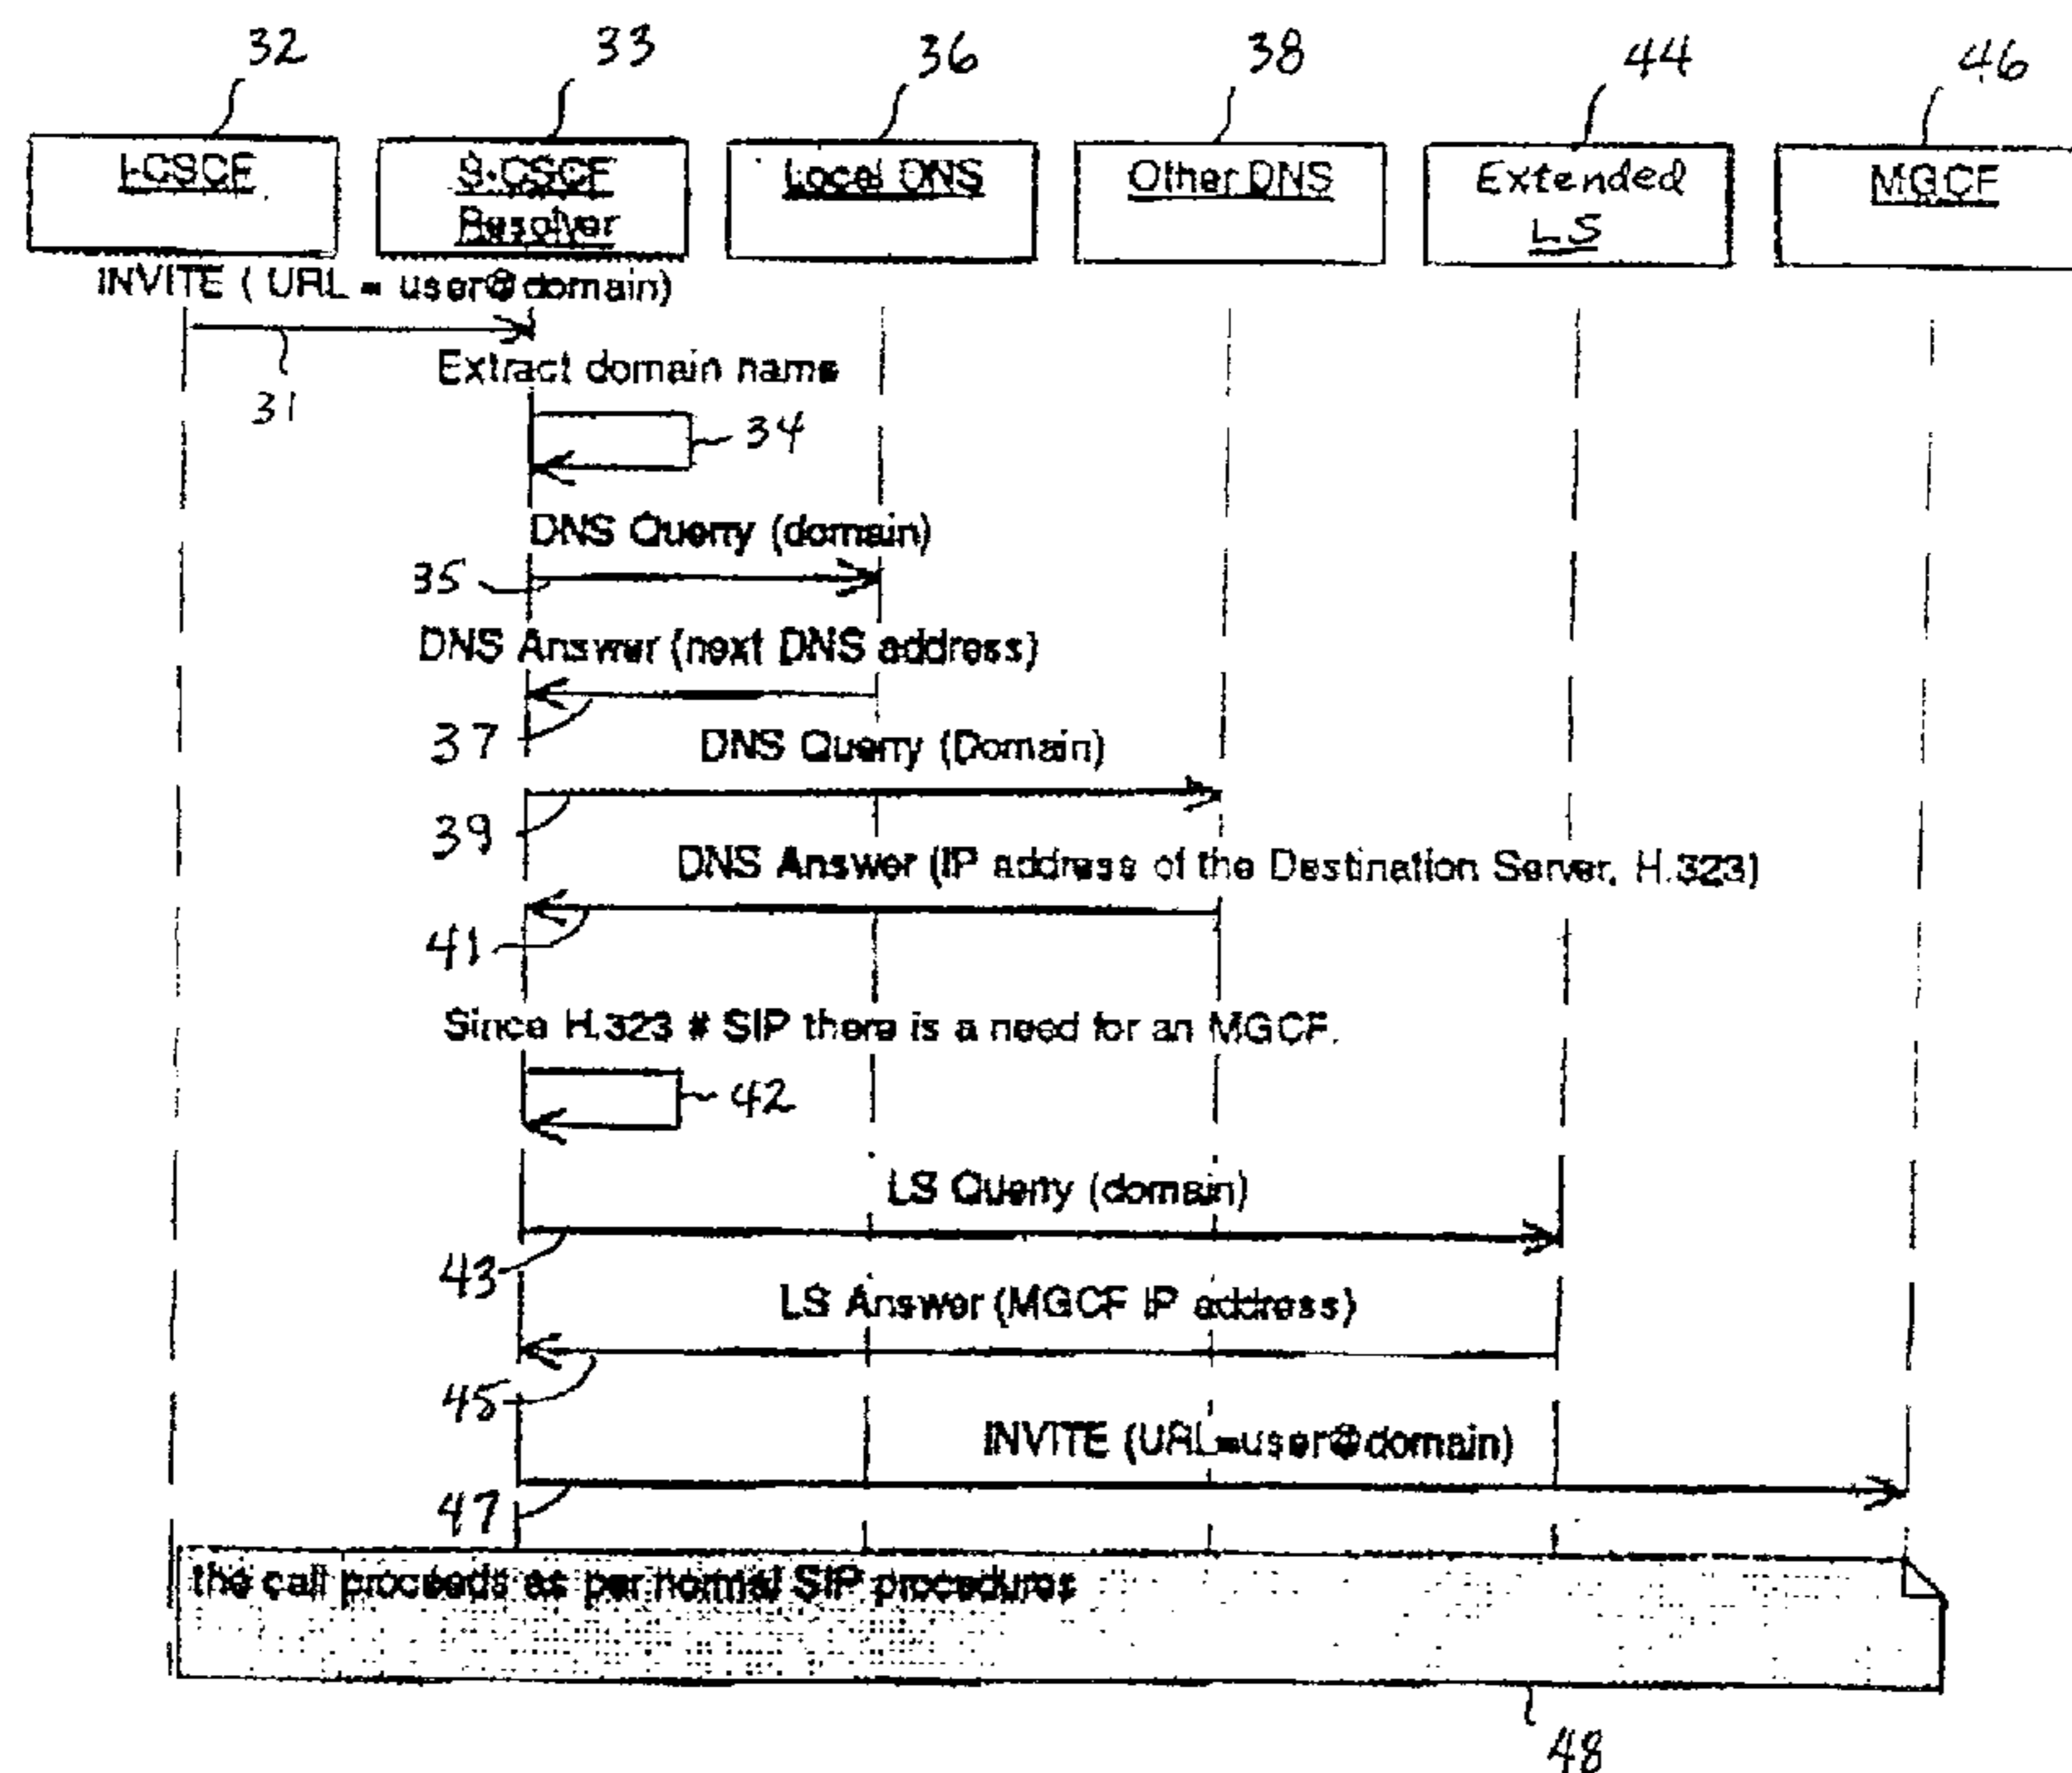 32 33 36 38 44 46
I-CSCF S-CSCF Local DNS Other DNS Extended MGCF
Resolver LS
INVITE ( URL = user@domain)
31
Extract domain name
34
DNS Querry (domain)
35
DNS Answer (next DNS address)
37
DNS Querry (Domain)
39
DNS Answer (IP address of the Destination Server, H.323)
41
Since H.323 # SIP there is a need for an MGCF.
42
LS Querry (domain)
43
LS Answer (MGCF IP address)
45
INVITE (URL=user@domain)
47
the call proceeds as per normal SIP procedures
48